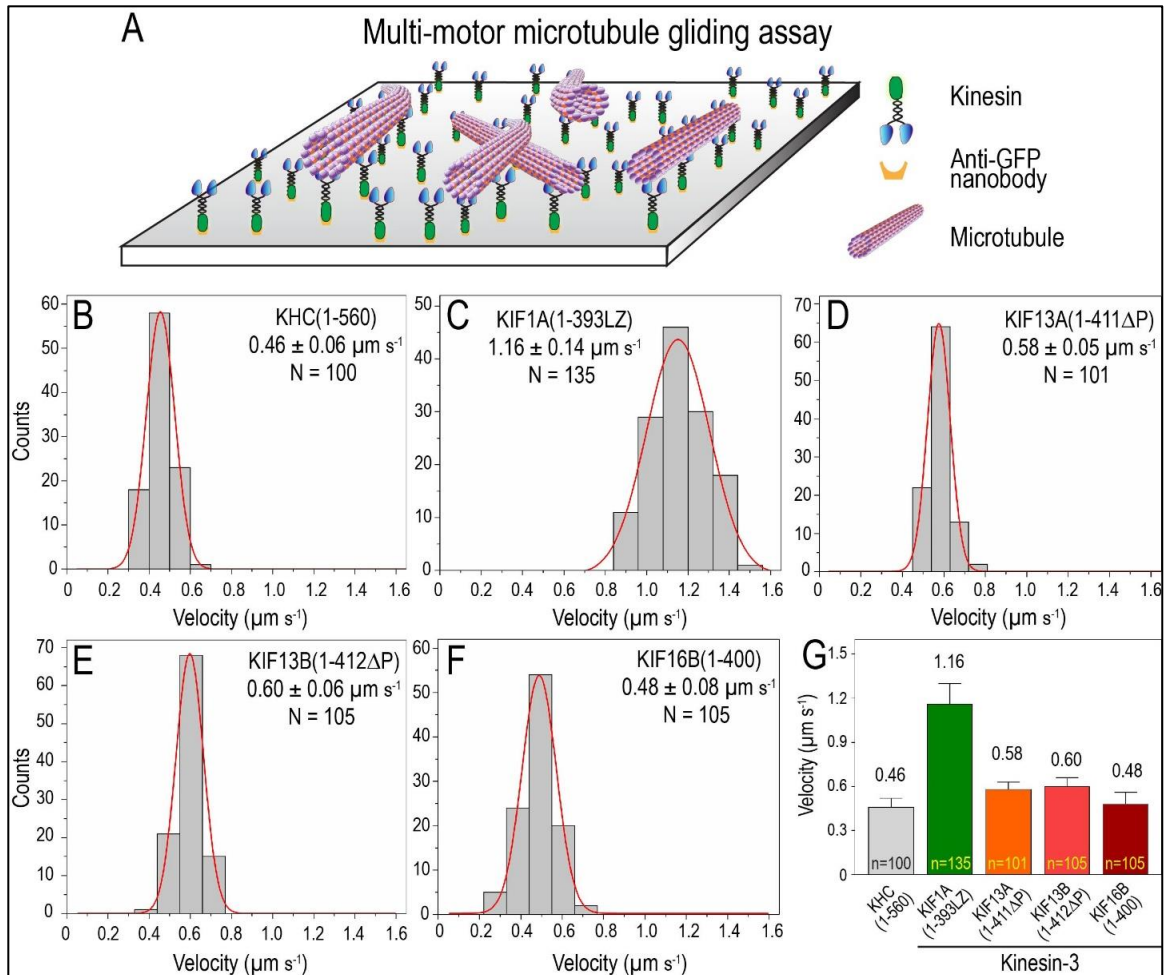 A
Multi-motor microtubule gliding assay
Kinesin
Anti-GFP
nanobody
Microtubule
B
KHC(1-560)
0.46 ± 0.06 µm s⁻¹
N = 100
Counts
60
50
40
30
20
10
0
0 0.2 0.4 0.6 0.8 1.0 1.2 1.4 1.6
Velocity (µm s⁻¹)
C
KIF1A(1-393LZ)
1.16 ± 0.14 µm s⁻¹
N = 135
50
40
30
20
10
0
0 0.2 0.4 0.6 0.8 1.0 1.2 1.4 1.6
Velocity (µm s⁻¹)
D
KIF13A(1-411ΔP)
0.58 ± 0.05 µm s⁻¹
N = 101
70
60
50
40
30
20
10
0
0 0.2 0.4 0.6 0.8 1.0 1.2 1.4 1.6
Velocity (µm s⁻¹)
E
KIF13B(1-412ΔP)
0.60 ± 0.06 µm s⁻¹
N = 105
Counts
70
60
50
40
30
20
10
0
0 0.2 0.4 0.6 0.8 1.0 1.2 1.4 1.6
Velocity (µm s⁻¹)
F
KIF16B(1-400)
0.48 ± 0.08 µm s⁻¹
N = 105
60
50
40
30
20
10
0
0 0.2 0.4 0.6 0.8 1.0 1.2 1.4 1.6
Velocity (µm s⁻¹)
G
Velocity (µm s⁻¹)
1.5
1.2
0.9
0.6
0.3
0
0.46
1.16
0.58
0.60
0.48
n=100
n=135
n=101
n=105
n=105
KHC
(1-560)
KIF1A
(1-393LZ)
KIF13A
(1-411ΔP)
KIF13B
(1-412ΔP)
KIF16B
(1-400)
Kinesin-3